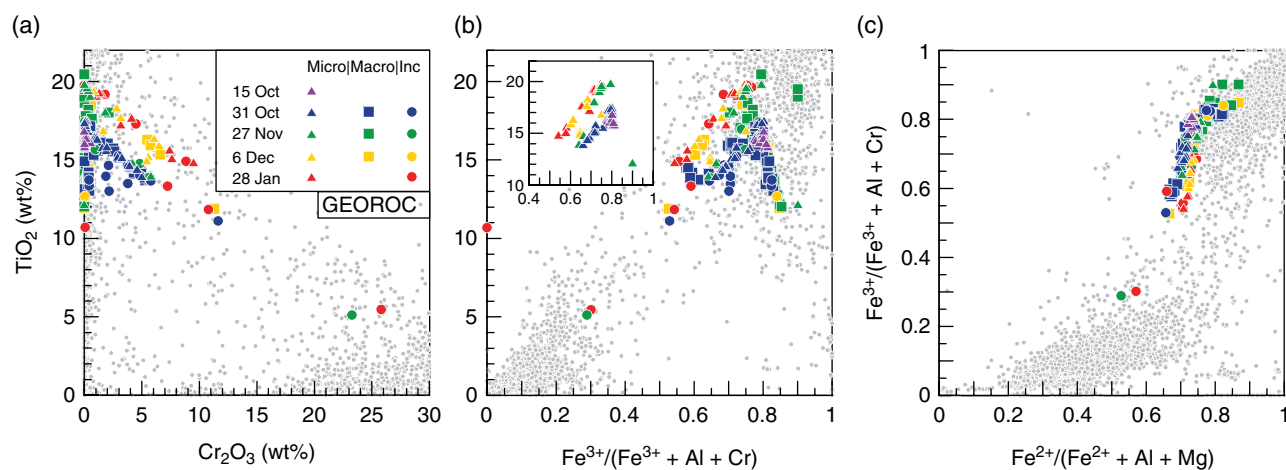 (a)
(b)
(c)
TiO2 (wt%)
20
15
10
5
0
Micro|Macro|Inc
15 Oct
31 Oct
27 Nov
6 Dec
28 Jan
GEOROC
0 5 10 15 20 25 30
Cr2O3 (wt%)
20
15
10
0.4 0.6 0.8 1
20
15
10
5
0
0 0.2 0.4 0.6 0.8 1
Fe3+/(Fe3+ + Al + Cr)
Fe3+/(Fe3+ + Al + Cr)
1
0.8
0.6
0.4
0.2
0
0 0.2 0.4 0.6 0.8 1
Fe2+/(Fe2+ + Al + Mg)